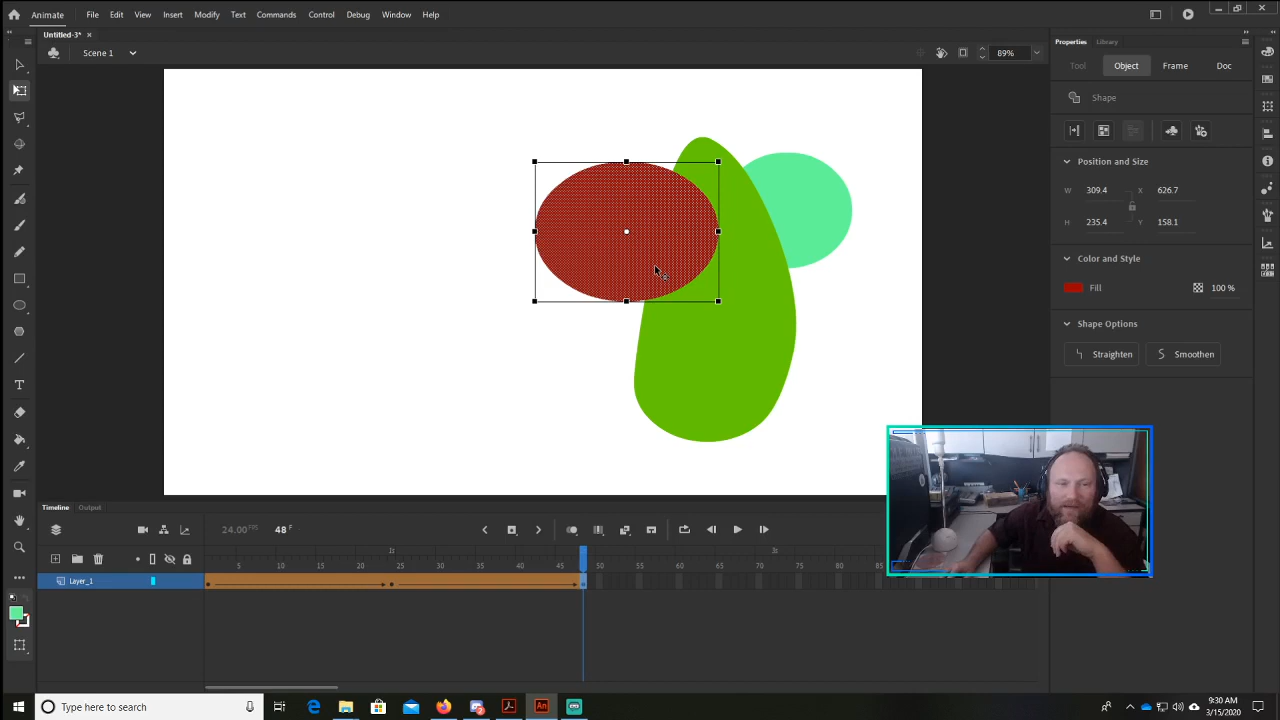 Animate File Edit View Insert Modify Text Commands Control Debug Window Help
Untitled-3* ×
Scene 1
89%
Properties Library
Tool Object Frame Doc
Shape
Position and Size
W 309.4 X 626.7
H 235.4 Y 158.1
Color and Style
Fill 100 %
Shape Options
Straighten Smoothen
T
Timeline Output
24.00 FPS 48 F
1s 2s
5 10 15 20 25 30 35 40 45 50 55 60 65 70 75 80 85
Layer_1
Type here to search
An
9:30 AM
3/15/2020